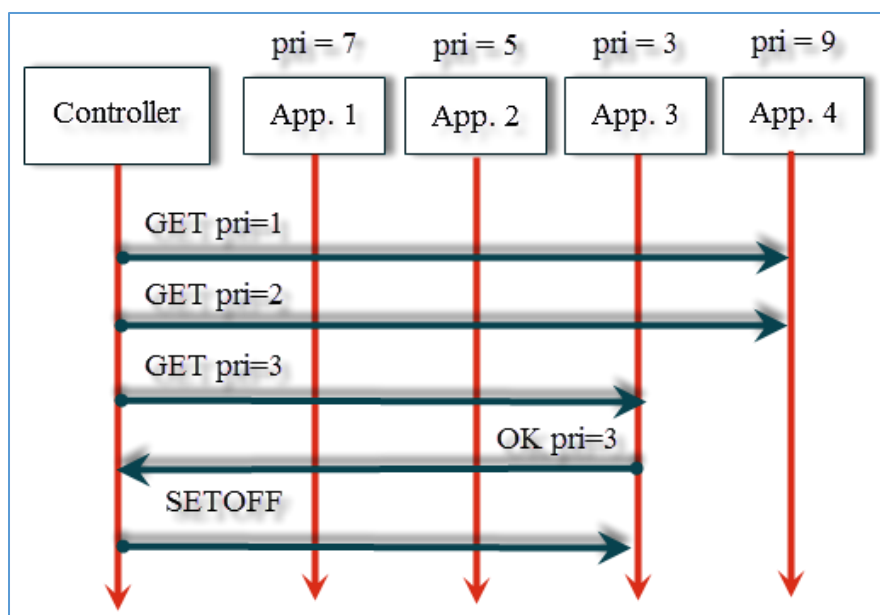 pri = 7 pri = 5 pri = 3 pri = 9
Controller App. 1 App. 2 App. 3 App. 4
GET pri=1
GET pri=2
GET pri=3
OK pri=3
SETOFF